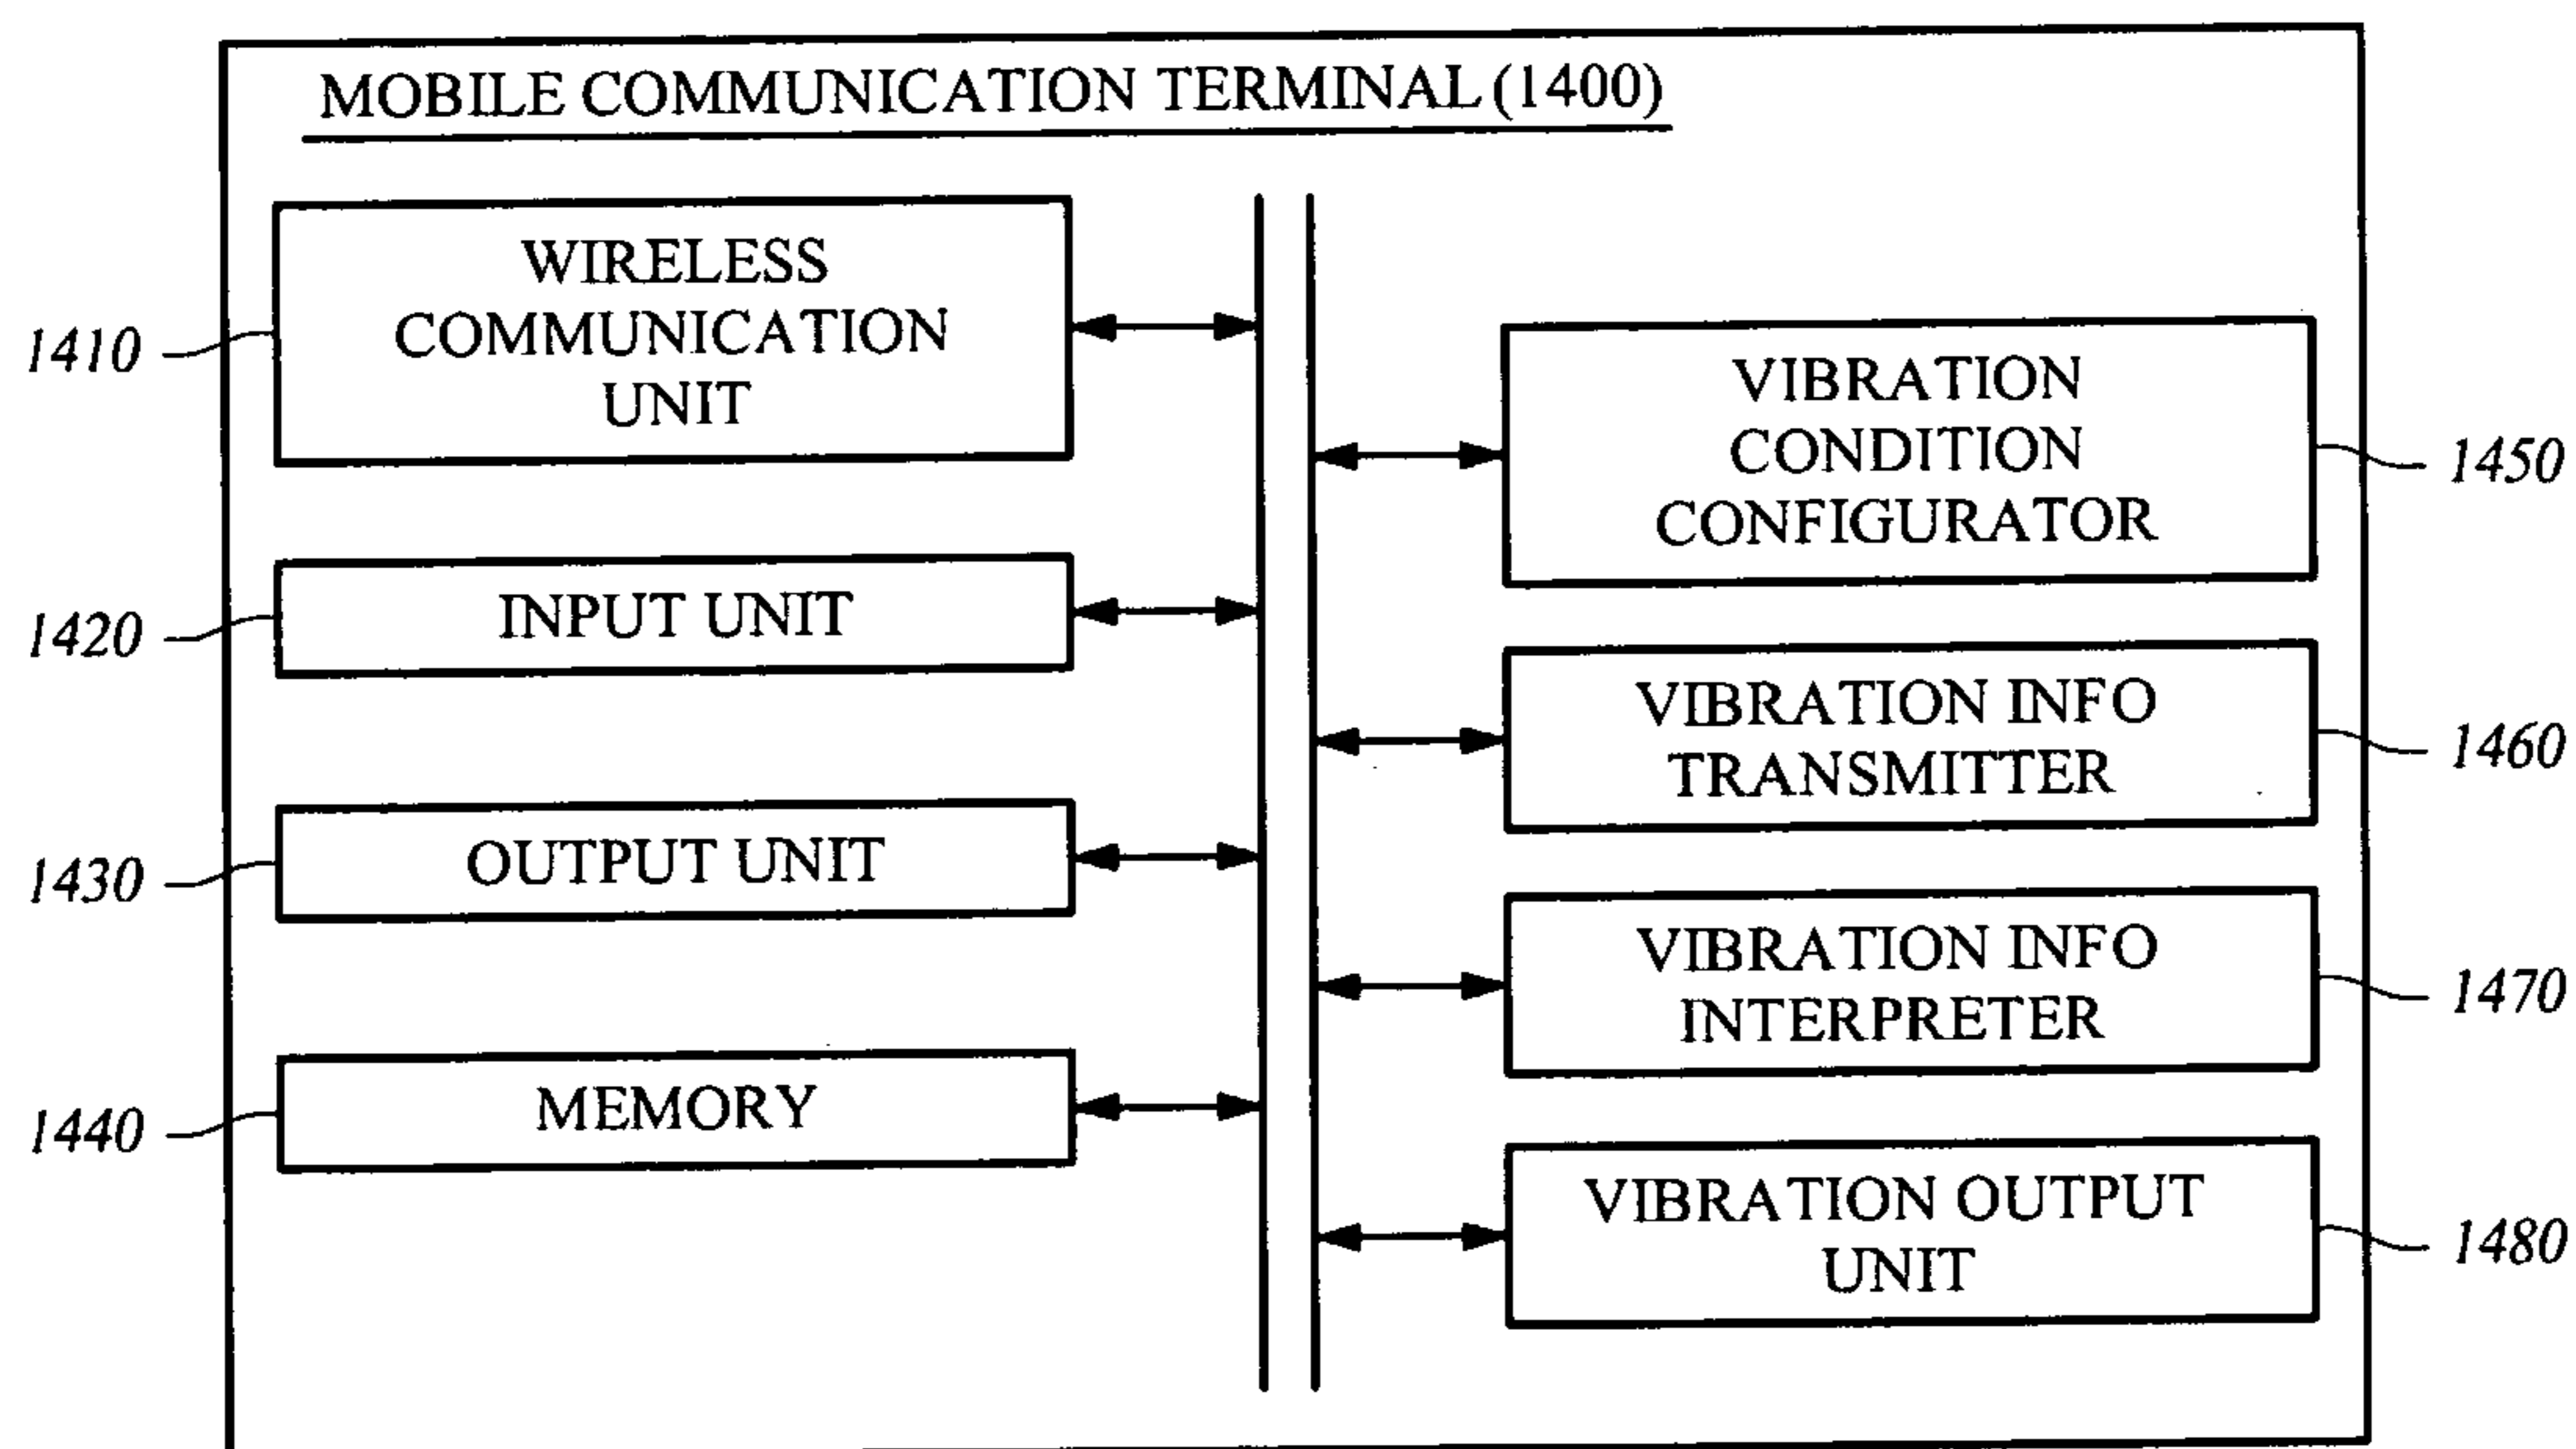 MOBILE COMMUNICATION TERMINAL (1400)
WIRELESS
COMMUNICATION
UNIT
1410
INPUT UNIT
1420
OUTPUT UNIT
1430
MEMORY
1440
VIBRATION
CONDITION
CONFIGURATOR
1450
VIBRATION INFO
TRANSMITTER
1460
VIBRATION INFO
INTERPRETER
1470
VIBRATION OUTPUT
UNIT
1480